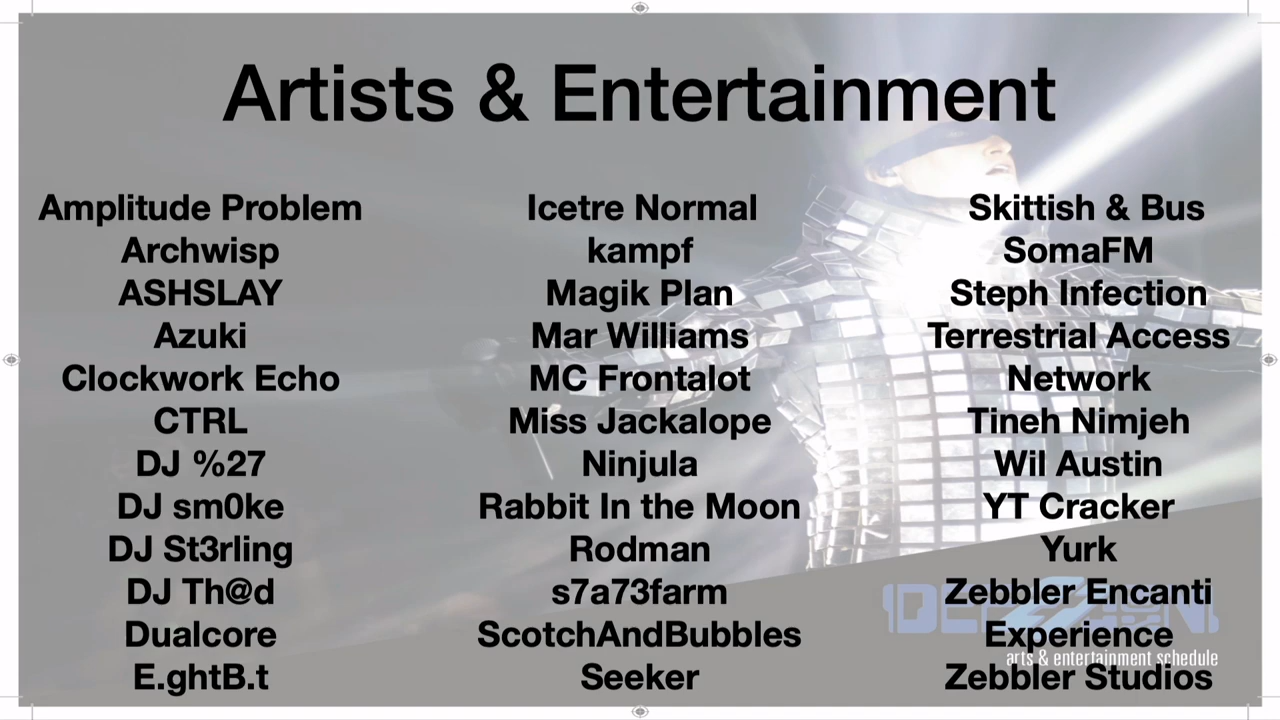 Artists & Entertainment
Amplitude Problem
Archwisp
ASHSLAY
Azuki
Clockwork Echo
CTRL
DJ %27
DJ sm0ke
DJ St3rling
DJ Th@d
Dualcore
E.ghtB.t
Icetre Normal
kampf
Magik Plan
Mar Williams
MC Frontalot
Miss Jackalope
Ninjula
Rabbit In the Moon
Rodman
s7a73farm
ScotchAndBubbles
Seeker
Skittish & Bus
SomaFM
Steph Infection
Terrestrial Access
Network
Tineh Nimjeh
Wil Austin
YT Cracker
Yurk
Zebbler Encanti
Experience
Zebbler Studios
arts & entertainment schedule